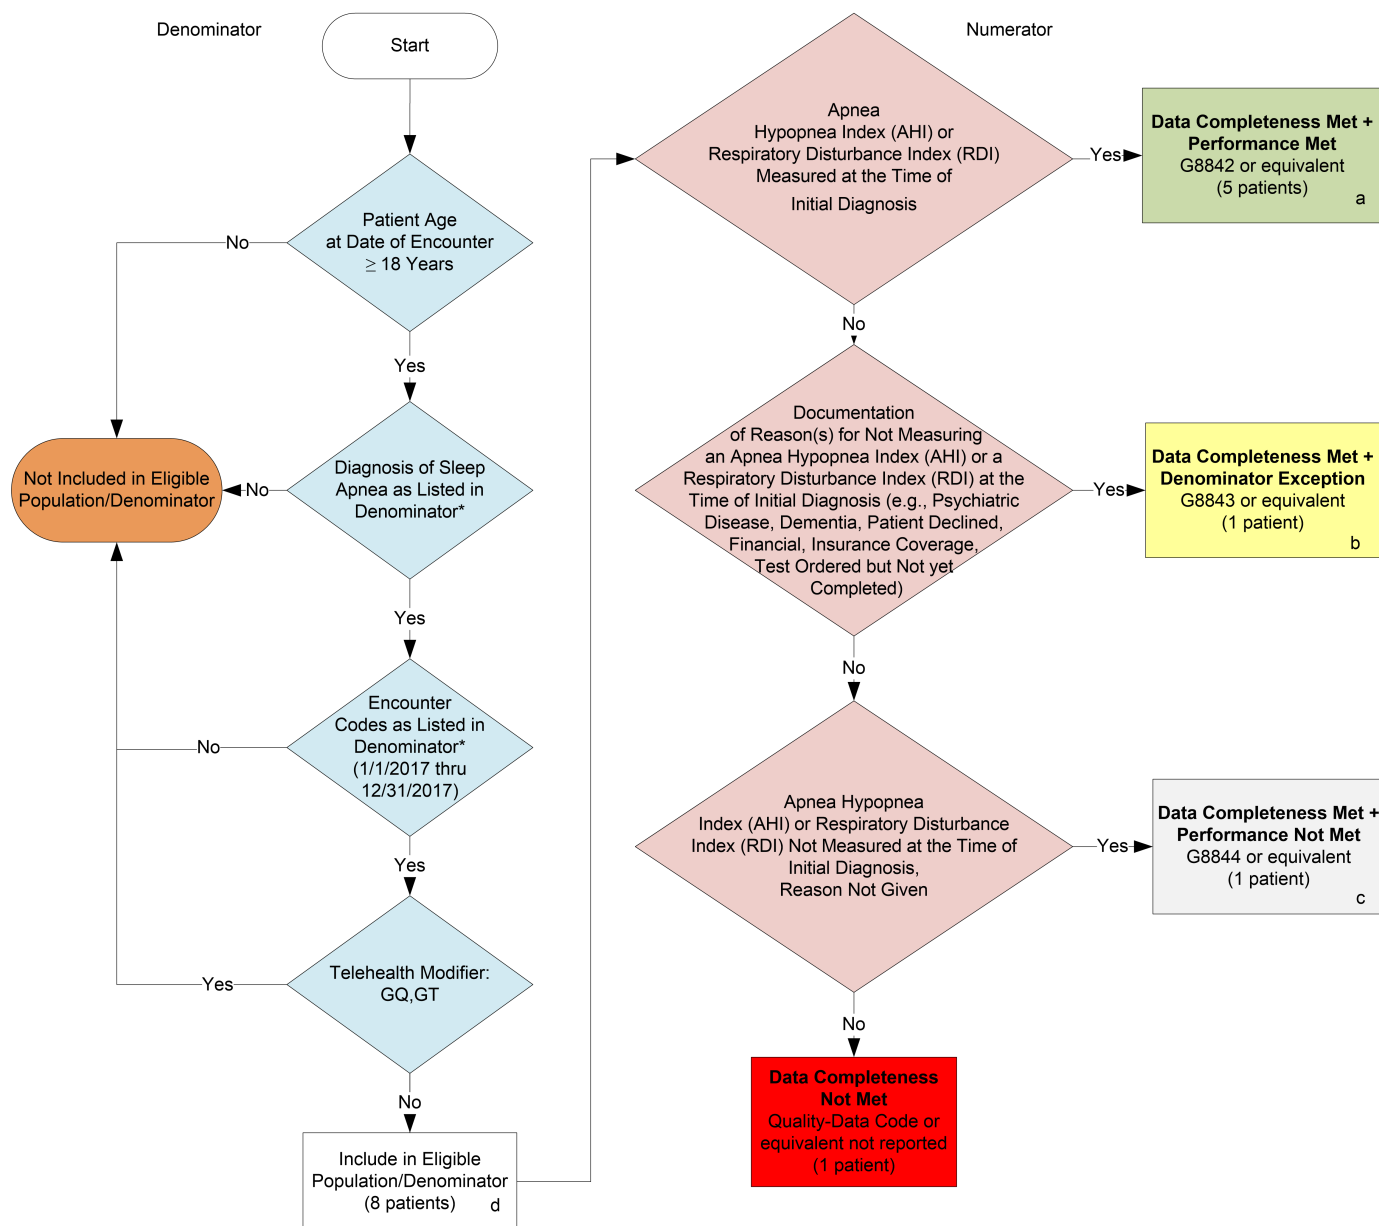 Denominator
Start
Patient Age
at Date of Encounter
≥ 18 Years
No
Yes
Diagnosis of Sleep
Apnea as Listed in
Denominator*
No
Not Included in Eligible
Population/Denominator
Yes
Encounter
Codes as Listed in
Denominator*
(1/1/2017 thru
12/31/2017)
No
Yes
Telehealth Modifier:
GQ,GT
Yes
No
Include in Eligible
Population/Denominator
(8 patients)
d
Numerator
Apnea
Hypopnea Index (AHI) or
Respiratory Disturbance Index (RDI)
Measured at the Time of
Initial Diagnosis
Yes
Data Completeness Met +
Performance Met
G8842 or equivalent
(5 patients)
a
No
Documentation
of Reason(s) for Not Measuring
an Apnea Hypopnea Index (AHI) or a
Respiratory Disturbance Index (RDI) at the
Time of Initial Diagnosis (e.g., Psychiatric
Disease, Dementia, Patient Declined,
Financial, Insurance Coverage,
Test Ordered but Not yet
Completed)
Yes
Data Completeness Met +
Denominator Exception
G8843 or equivalent
(1 patient)
b
No
Apnea Hypopnea
Index (AHI) or Respiratory Disturbance
Index (RDI) Not Measured at the Time of
Initial Diagnosis,
Reason Not Given
Yes
Data Completeness Met +
Performance Not Met
G8844 or equivalent
(1 patient)
c
No
Data Completeness
Not Met
Quality-Data Code or
equivalent not reported
(1 patient)